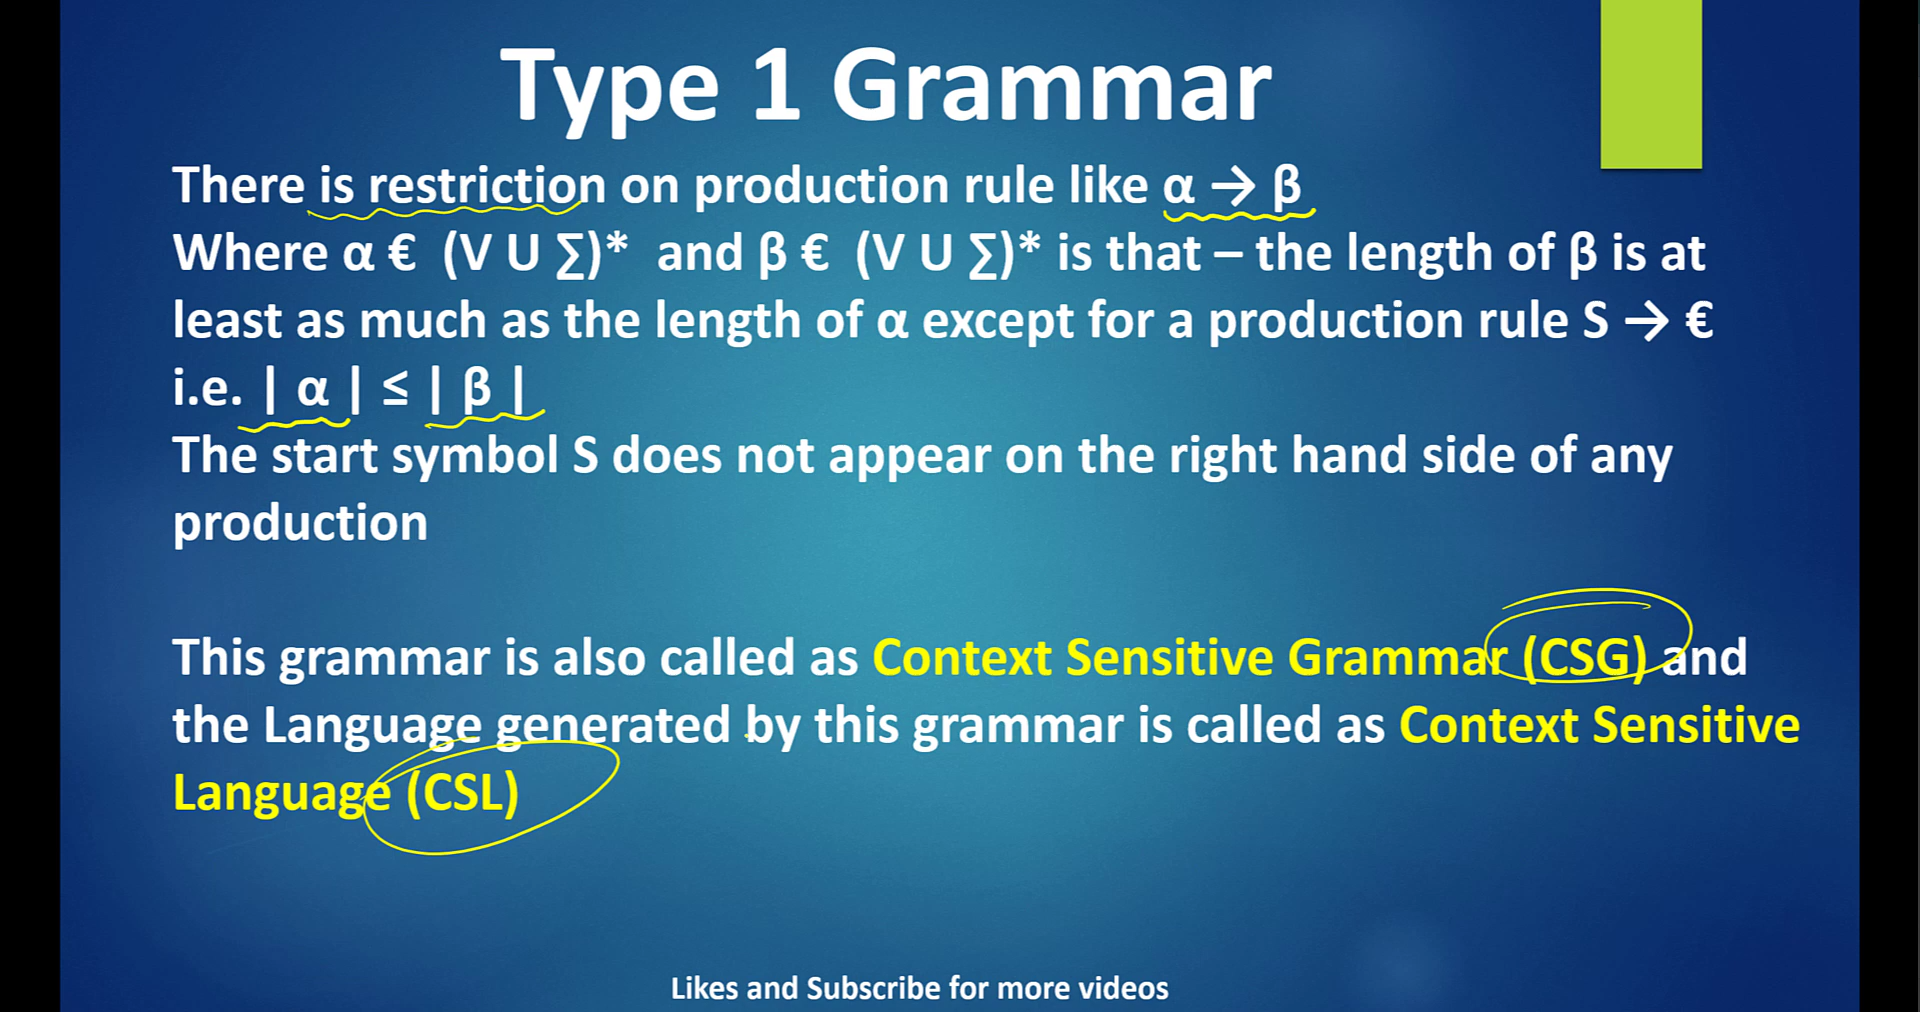 Type 1 Grammar
There is restriction on production rule like α → β
Where α € (V U ∑)* and β € (V U ∑)* is that – the length of β is at
least as much as the length of α except for a production rule S → €
i.e. | α | ≤ | β |
The start symbol S does not appear on the right hand side of any
production
This grammar is also called as Context Sensitive Grammar (CSG) and
the Language generated by this grammar is called as Context Sensitive
Language (CSL)
Likes and Subscribe for more videos